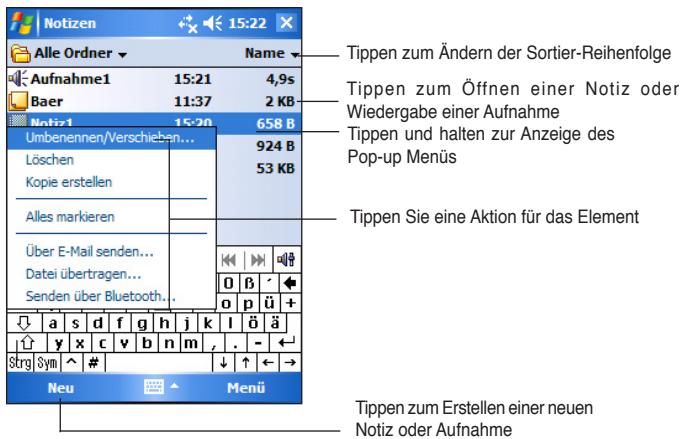 Notizen 15:22
Alle Ordner Name
Aufnahme1 15:21 4,9s
Baer 11:37 2 KB
Notiz1 15:20 658 B
924 B
53 KB
Umbenennen/Verschieben...
Löschen
Kopie erstellen
Alles markieren
Über E-Mail senden...
Datei übertragen...
Senden über Bluetooth...
0 ß ´
o p ü +
a s d f g h j k l ö ä
y x c v b n m , . -
Strg Sym ^ #
Neu Menü
Tippen zum Ändern der Sortier-Reihenfolge
Tippen zum Öffnen einer Notiz oder
Wiedergabe einer Aufnahme
Tippen und halten zur Anzeige des
Pop-up Menüs
Tippen Sie eine Aktion für das Element
Tippen zum Erstellen einer neuen
Notiz oder Aufnahme